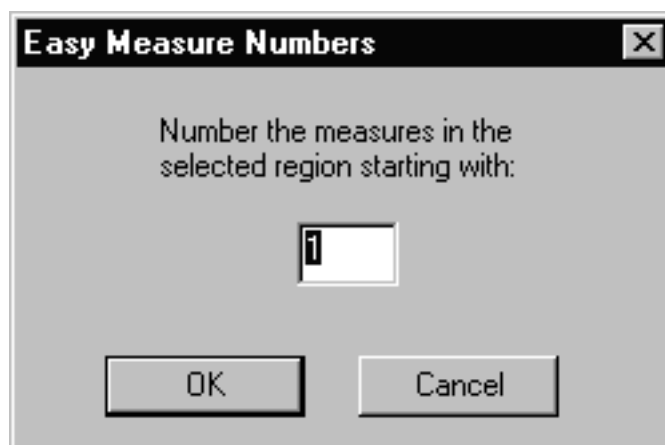 Easy Measure Numbers
Number the measures in the
selected region starting with:
1
OK Cancel